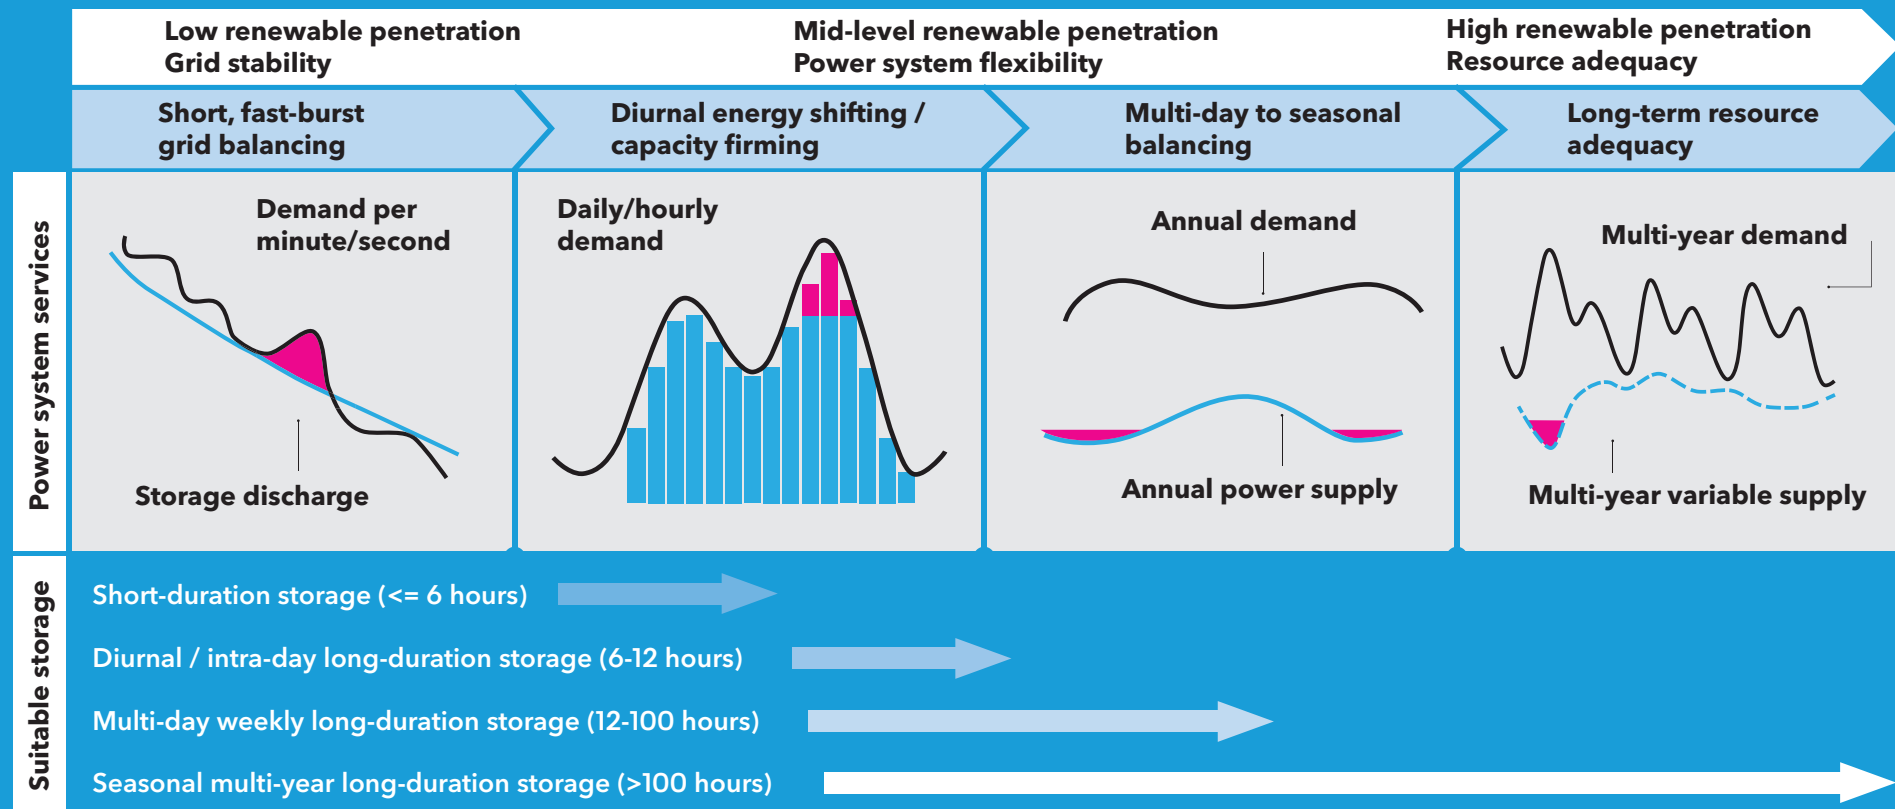 Low renewable penetration
Grid stability
Mid-level renewable penetration
Power system flexibility
High renewable penetration
Resource adequacy
Short, fast-burst
grid balancing
Diurnal energy shifting /
capacity firming
Multi-day to seasonal
balancing
Long-term resource
adequacy
Power system services
Demand per
minute/second
Storage discharge
Daily/hourly
demand
Annual demand
Annual power supply
Multi-year demand
Multi-year variable supply
Suitable storage
Short-duration storage (<= 6 hours)
Diurnal / intra-day long-duration storage (6-12 hours)
Multi-day weekly long-duration storage (12-100 hours)
Seasonal multi-year long-duration storage (>100 hours)